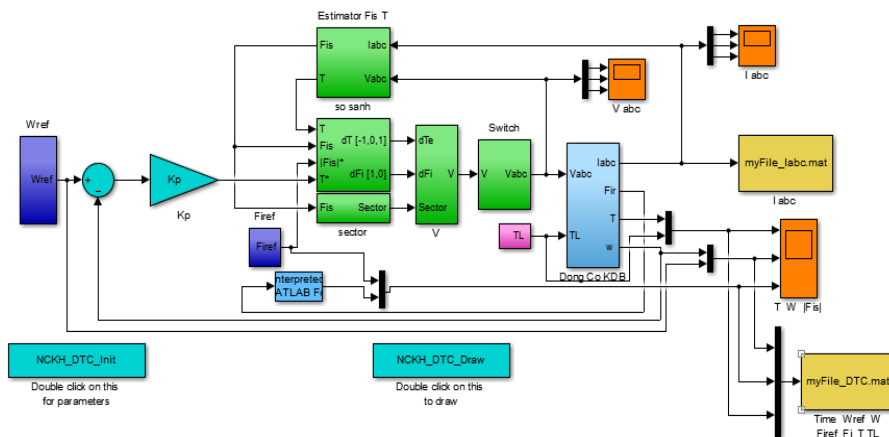 Estimator Fis T
Fis Iabc
T Vabc
so sanh
I abc
V abc
Wref
Wref
Kp
Kp
T
Fis
|Fis|*
T*
dT [-1,0,1]
dFi [1,0]
Fis Sector
sector
dTe
dFi V
Sector
V
Switch
V Vabc
Vabc
TL
Iabc
Fir
T
w
Dong Co KDB
myFile_Iabc.mat
I abc
Firef
Firef
TL
nterpreted
ATLAB Fc
T W |Fis|
NCKH_DTC_Init
Double click on this
for parameters
NCKH_DTC_Draw
Double click on this
to draw
myFile_DTC.mat
Time Wref W
Firef Fi T TL